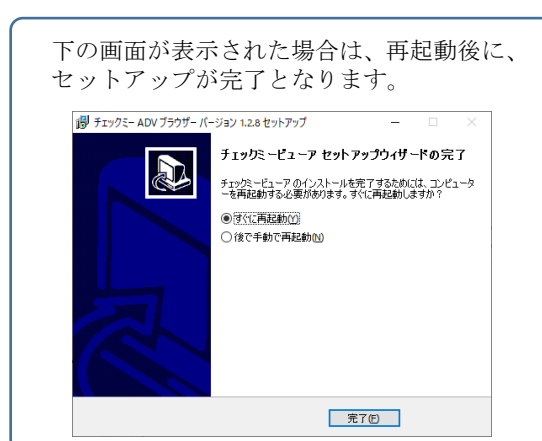 下の画面が表示された場合は、再起動後に、
セットアップが完了となります。
チェックミー ADV ブラウザー バージョン 1.2.8 セットアップ
チェックミービューア セットアップウィザードの完了
チェックミービューア のインストールを完了するためには、コンピュータ
ーを再起動する必要があります。すぐに再起動しますか？
すぐに再起動(Y)
後で手動で再起動(N)
完了(F)